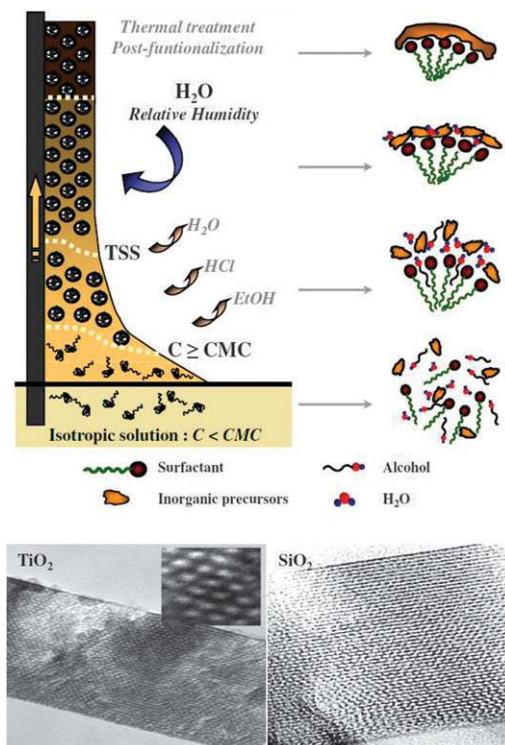 Thermal treatment
Post-funtionalization
H₂O
Relative Humidity
TSS
H₂O
HCl
EtOH
C ≥ CMC
Isotropic solution : C < CMC
Surfactant
Alcohol
Inorganic precursors
H₂O
TiO₂
SiO₂